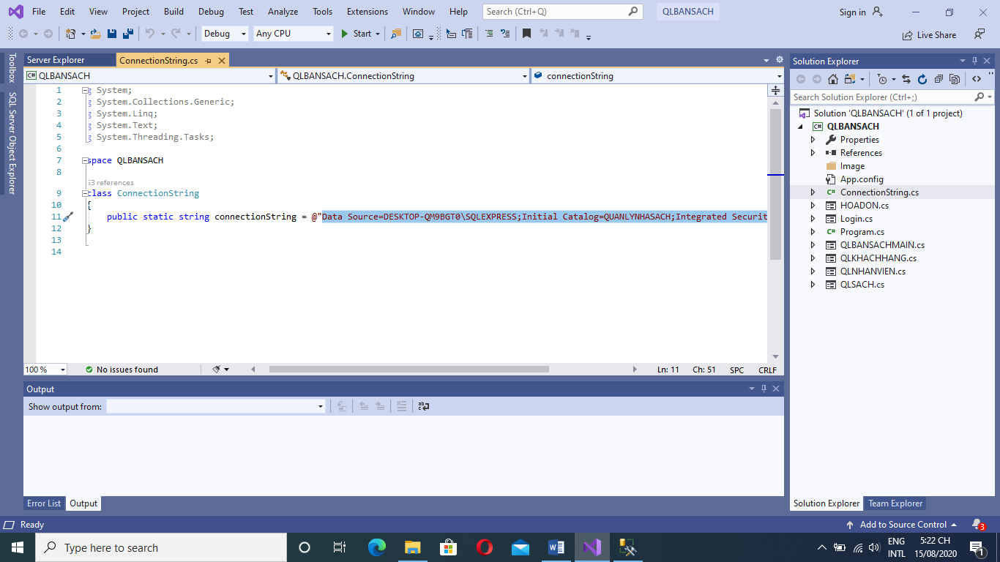 File Edit View Project Build Debug Test Analyze Tools Extensions Window Help Search (Ctrl+Q) QLBANSACH Sign in
Debug Any CPU Start Live Share
Toolbox
SQL Server Object Explorer
Server Explorer ConnectionString.cs
QLBANSACH QLBANSACH.ConnectionString connectionString
1 g System;
2 g System.Collections.Generic;
3 g System.Linq;
4 g System.Text;
5 g System.Threading.Tasks;
6
7 space QLBANSACH
8
53 references
9 class ConnectionString
10 {
11 public static string connectionString = @"Data Source=DESKTOP-QM9BGT0\SQLEXPRESS;Initial Catalog=QUANLYNHASACH;Integrated Securit
12 }
13
14
100 % No issues found Ln: 11 Ch: 51 SPC CRLF
Output
Show output from:
Error List Output
Solution Explorer
Search Solution Explorer (Ctrl+;)
Solution 'QLBANSACH' (1 of 1 project)
QLBANSACH
Properties
References
Image
App.config
ConnectionString.cs
HOADON.cs
Login.cs
Program.cs
QLBANSACHMAIN.cs
QLKHACHHANG.cs
QLNHANVIEN.cs
QLSACH.cs
Solution Explorer Team Explorer
Ready Add to Source Control 3
Type here to search
ENG
INTL
5:22 CH
15/08/2020
1